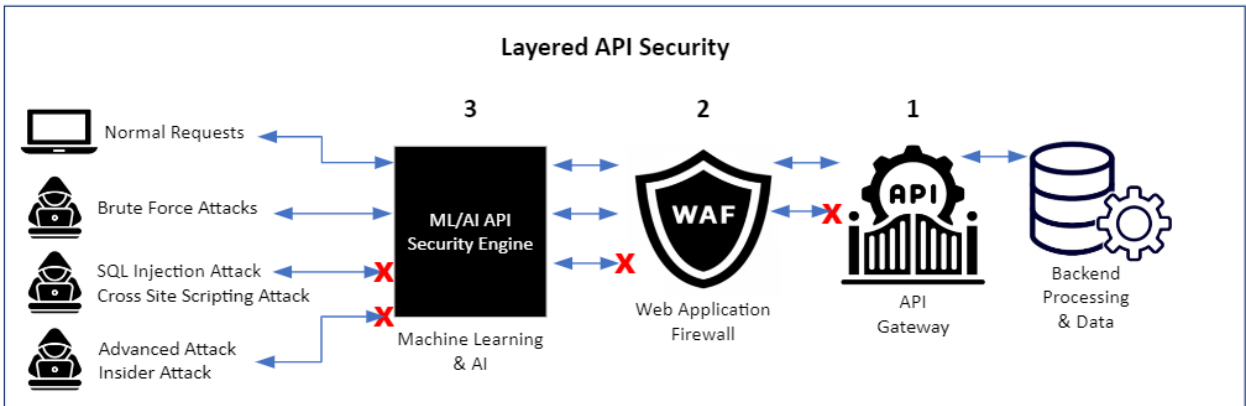 Layered API Security
3
2
1
Normal Requests
Brute Force Attacks
SQL Injection Attack
Cross Site Scripting Attack
Advanced Attack
Insider Attack
ML/AI API
Security Engine
Machine Learning
& AI
WAF
Web Application
Firewall
API
API
Gateway
Backend
Processing
& Data